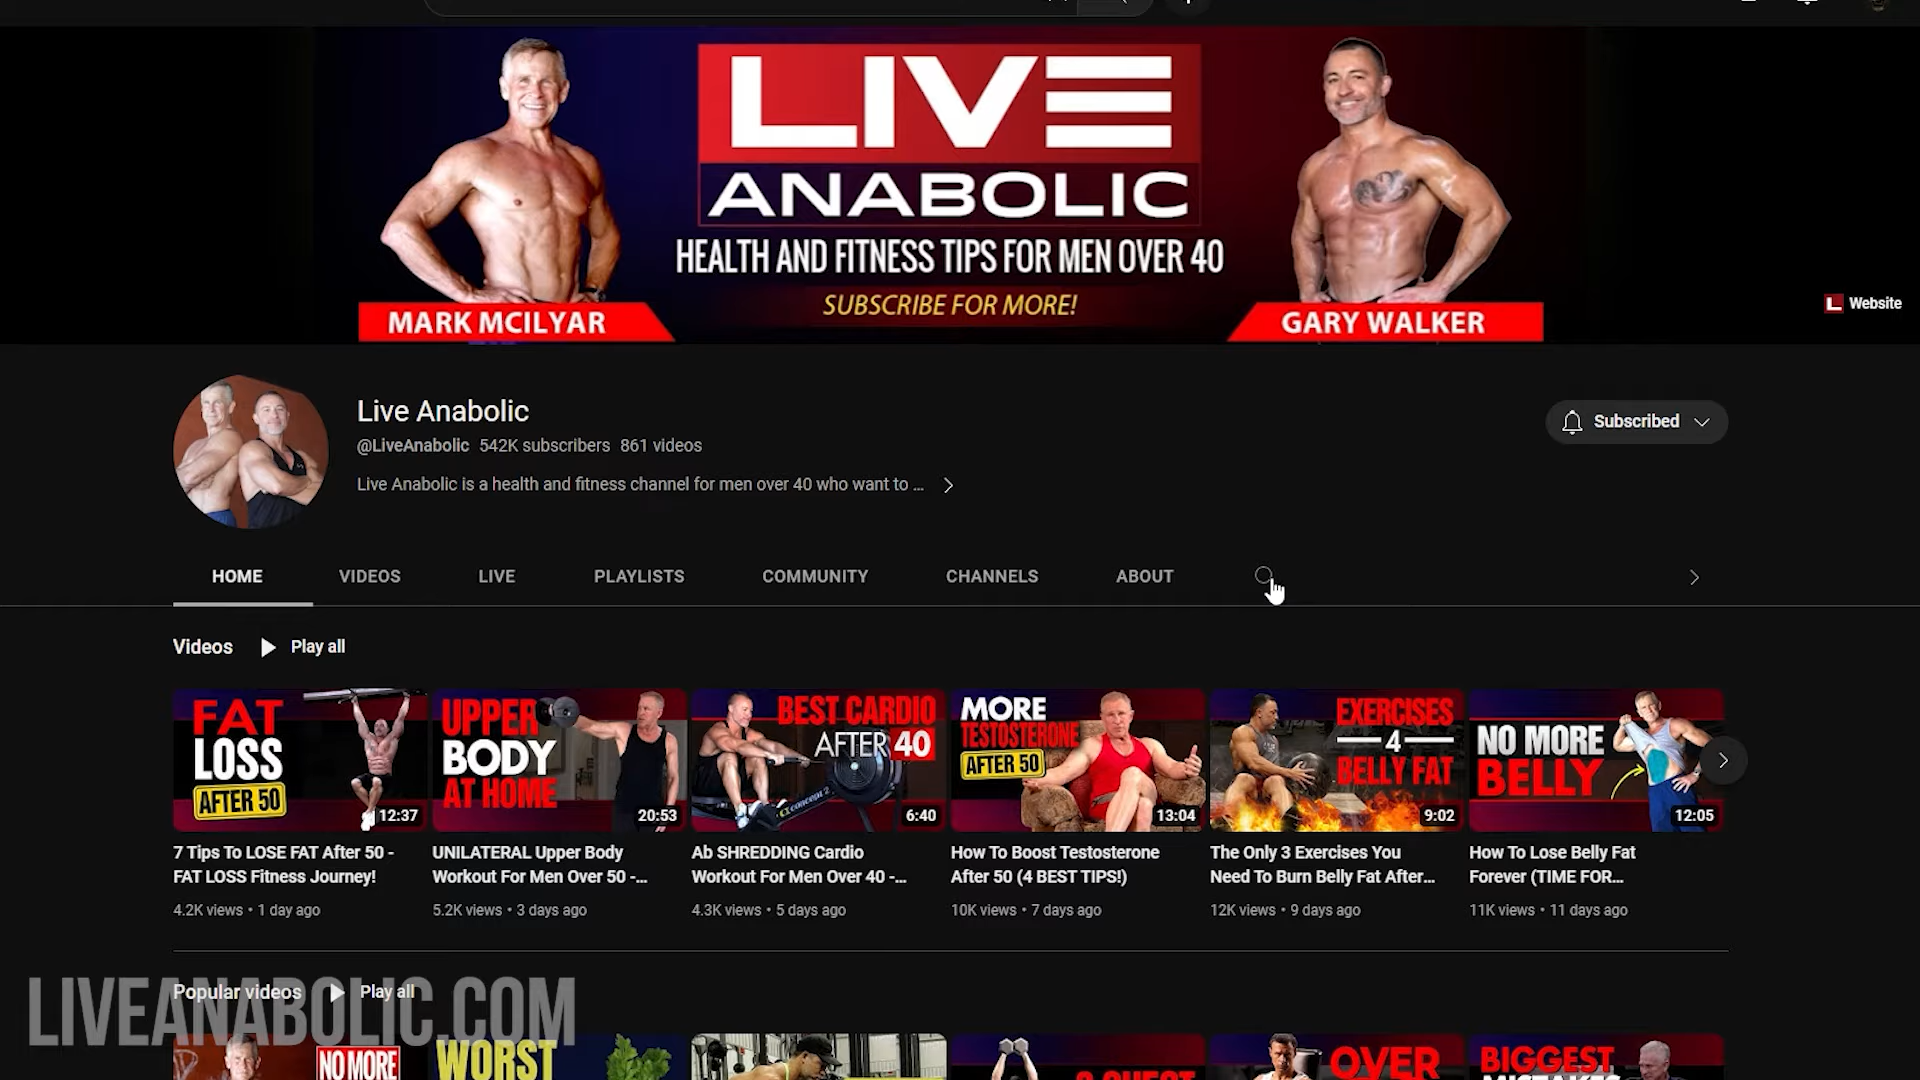 LIVE
ANABOLIC
HEALTH AND FITNESS TIPS FOR MEN OVER 40
SUBSCRIBE FOR MORE!
MARK MCILYAR
GARY WALKER
L Website
Live Anabolic
@LiveAnabolic 542K subscribers 861 videos
Live Anabolic is a health and fitness channel for men over 40 who want to ...
Subscribed
HOME VIDEOS LIVE PLAYLISTS COMMUNITY CHANNELS ABOUT
Videos Play all
FAT
LOSS
AFTER 50
12:37
UPPER
BODY
AT HOME
20:53
BEST CARDIO
AFTER 40
concept2
6:40
MORE
TESTOSTERONE
AFTER 50
13:04
EXERCISES
4
BELLY FAT
9:02
NO MORE
BELLY
12:05
7 Tips To LOSE FAT After 50 -
FAT LOSS Fitness Journey!
4.2K views • 1 day ago
UNILATERAL Upper Body
Workout For Men Over 50 -...
5.2K views • 3 days ago
Ab SHREDDING Cardio
Workout For Men Over 40 -...
4.3K views • 5 days ago
How To Boost Testosterone
After 50 (4 BEST TIPS!)
10K views • 7 days ago
The Only 3 Exercises You
Need To Burn Belly Fat After...
12K views • 9 days ago
How To Lose Belly Fat
Forever (TIME FOR...
11K views • 11 days ago
Popular videos Play all
LIVEANABOLIC.COM
NO MORE
WORST
OVER
BIGGEST
MISTAKES